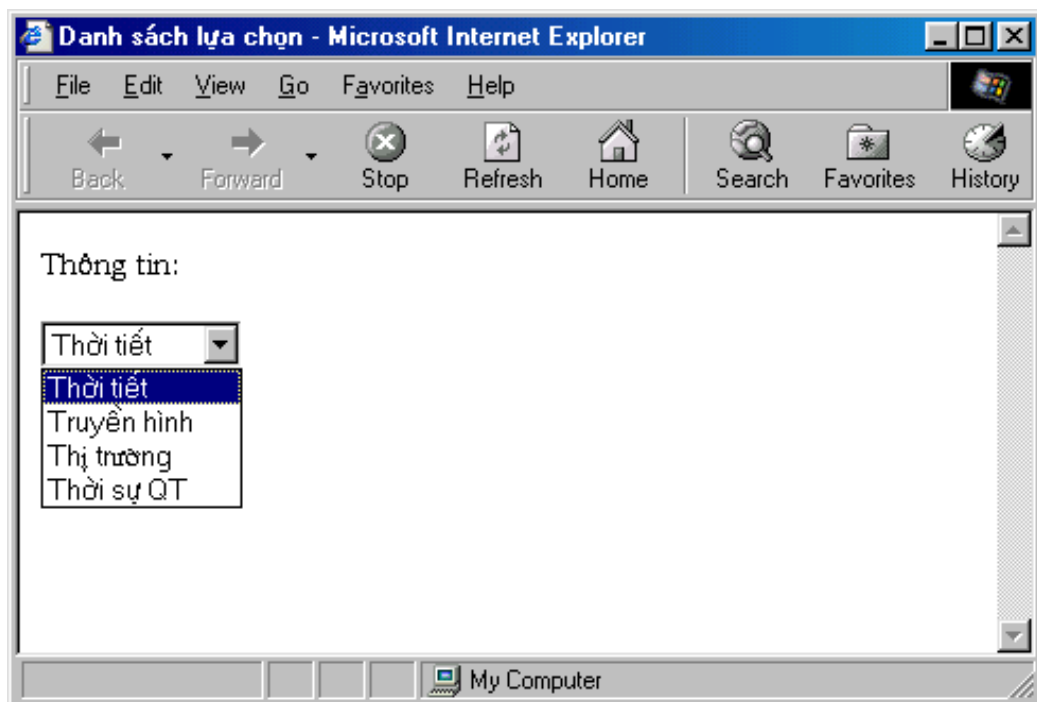 Danh sách lựa chọn - Microsoft Internet Explorer
File Edit View Go Favorites Help
Back Forward Stop Refresh Home Search Favorites History
Thông tin:
Thời tiết
Thời tiết
Truyền hình
Thị trường
Thời sự QT
My Computer